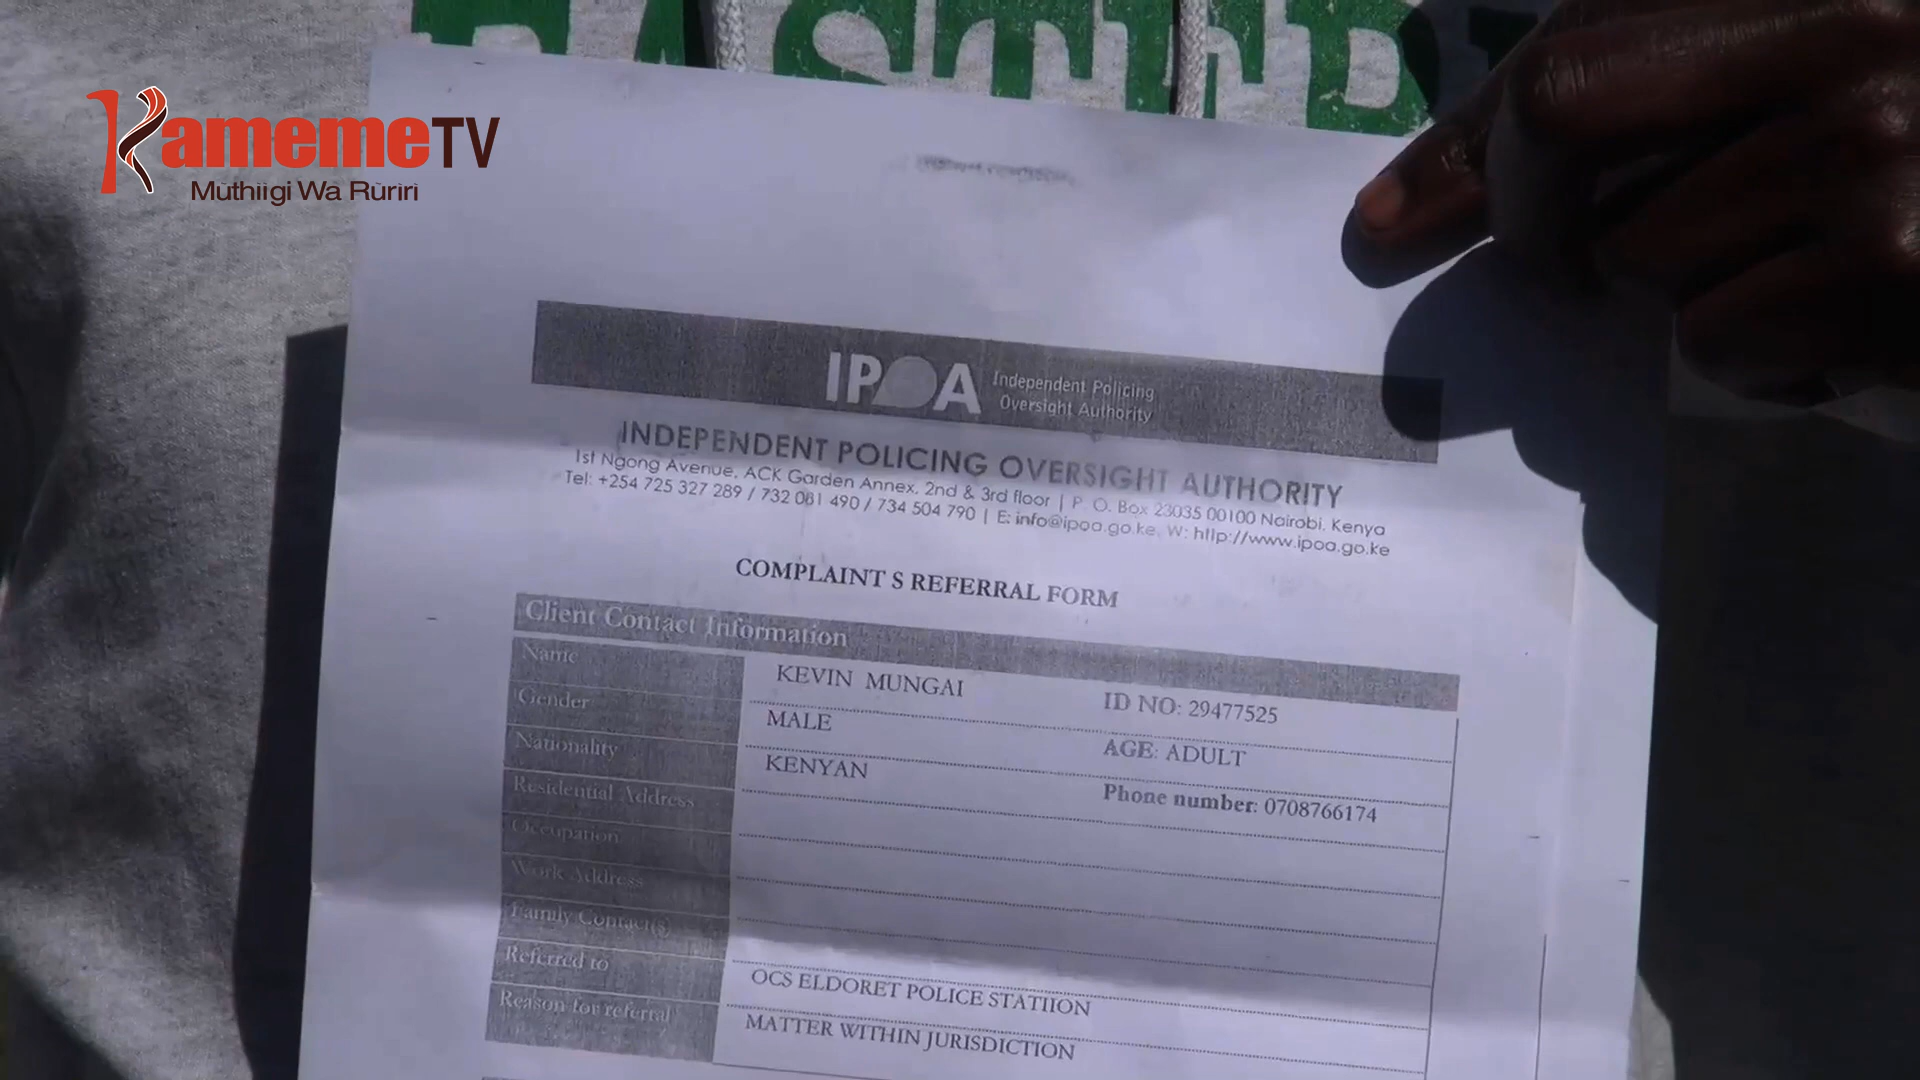 EASTER
KamemeTV
Mũthiigi Wa Rũrĩrĩ
IPOA Independent Policing
Oversight Authority
INDEPENDENT POLICING OVERSIGHT AUTHORITY
1st Ngong Avenue, ACK Garden Annex, 2nd & 3rd floor | P. O. Box 23035 00100 Nairobi, Kenya
Tel: +254 725 327 289 / 732 081 490 / 734 504 790 | E: info@ipoa.go.ke, W: http://www.ipoa.go.ke
COMPLAINT S REFERRAL FORM
Client Contact Information
Name KEVIN MUNGAI ID NO: 29477525
Gender MALE AGE: ADULT
Nationality KENYAN Phone number: 0708766174
Residential Address
Occupation
Work Address
Family Contact(s)
Referred to OCS ELDORET POLICE STATIION
Reason for referral MATTER WITHIN JURISDICTION